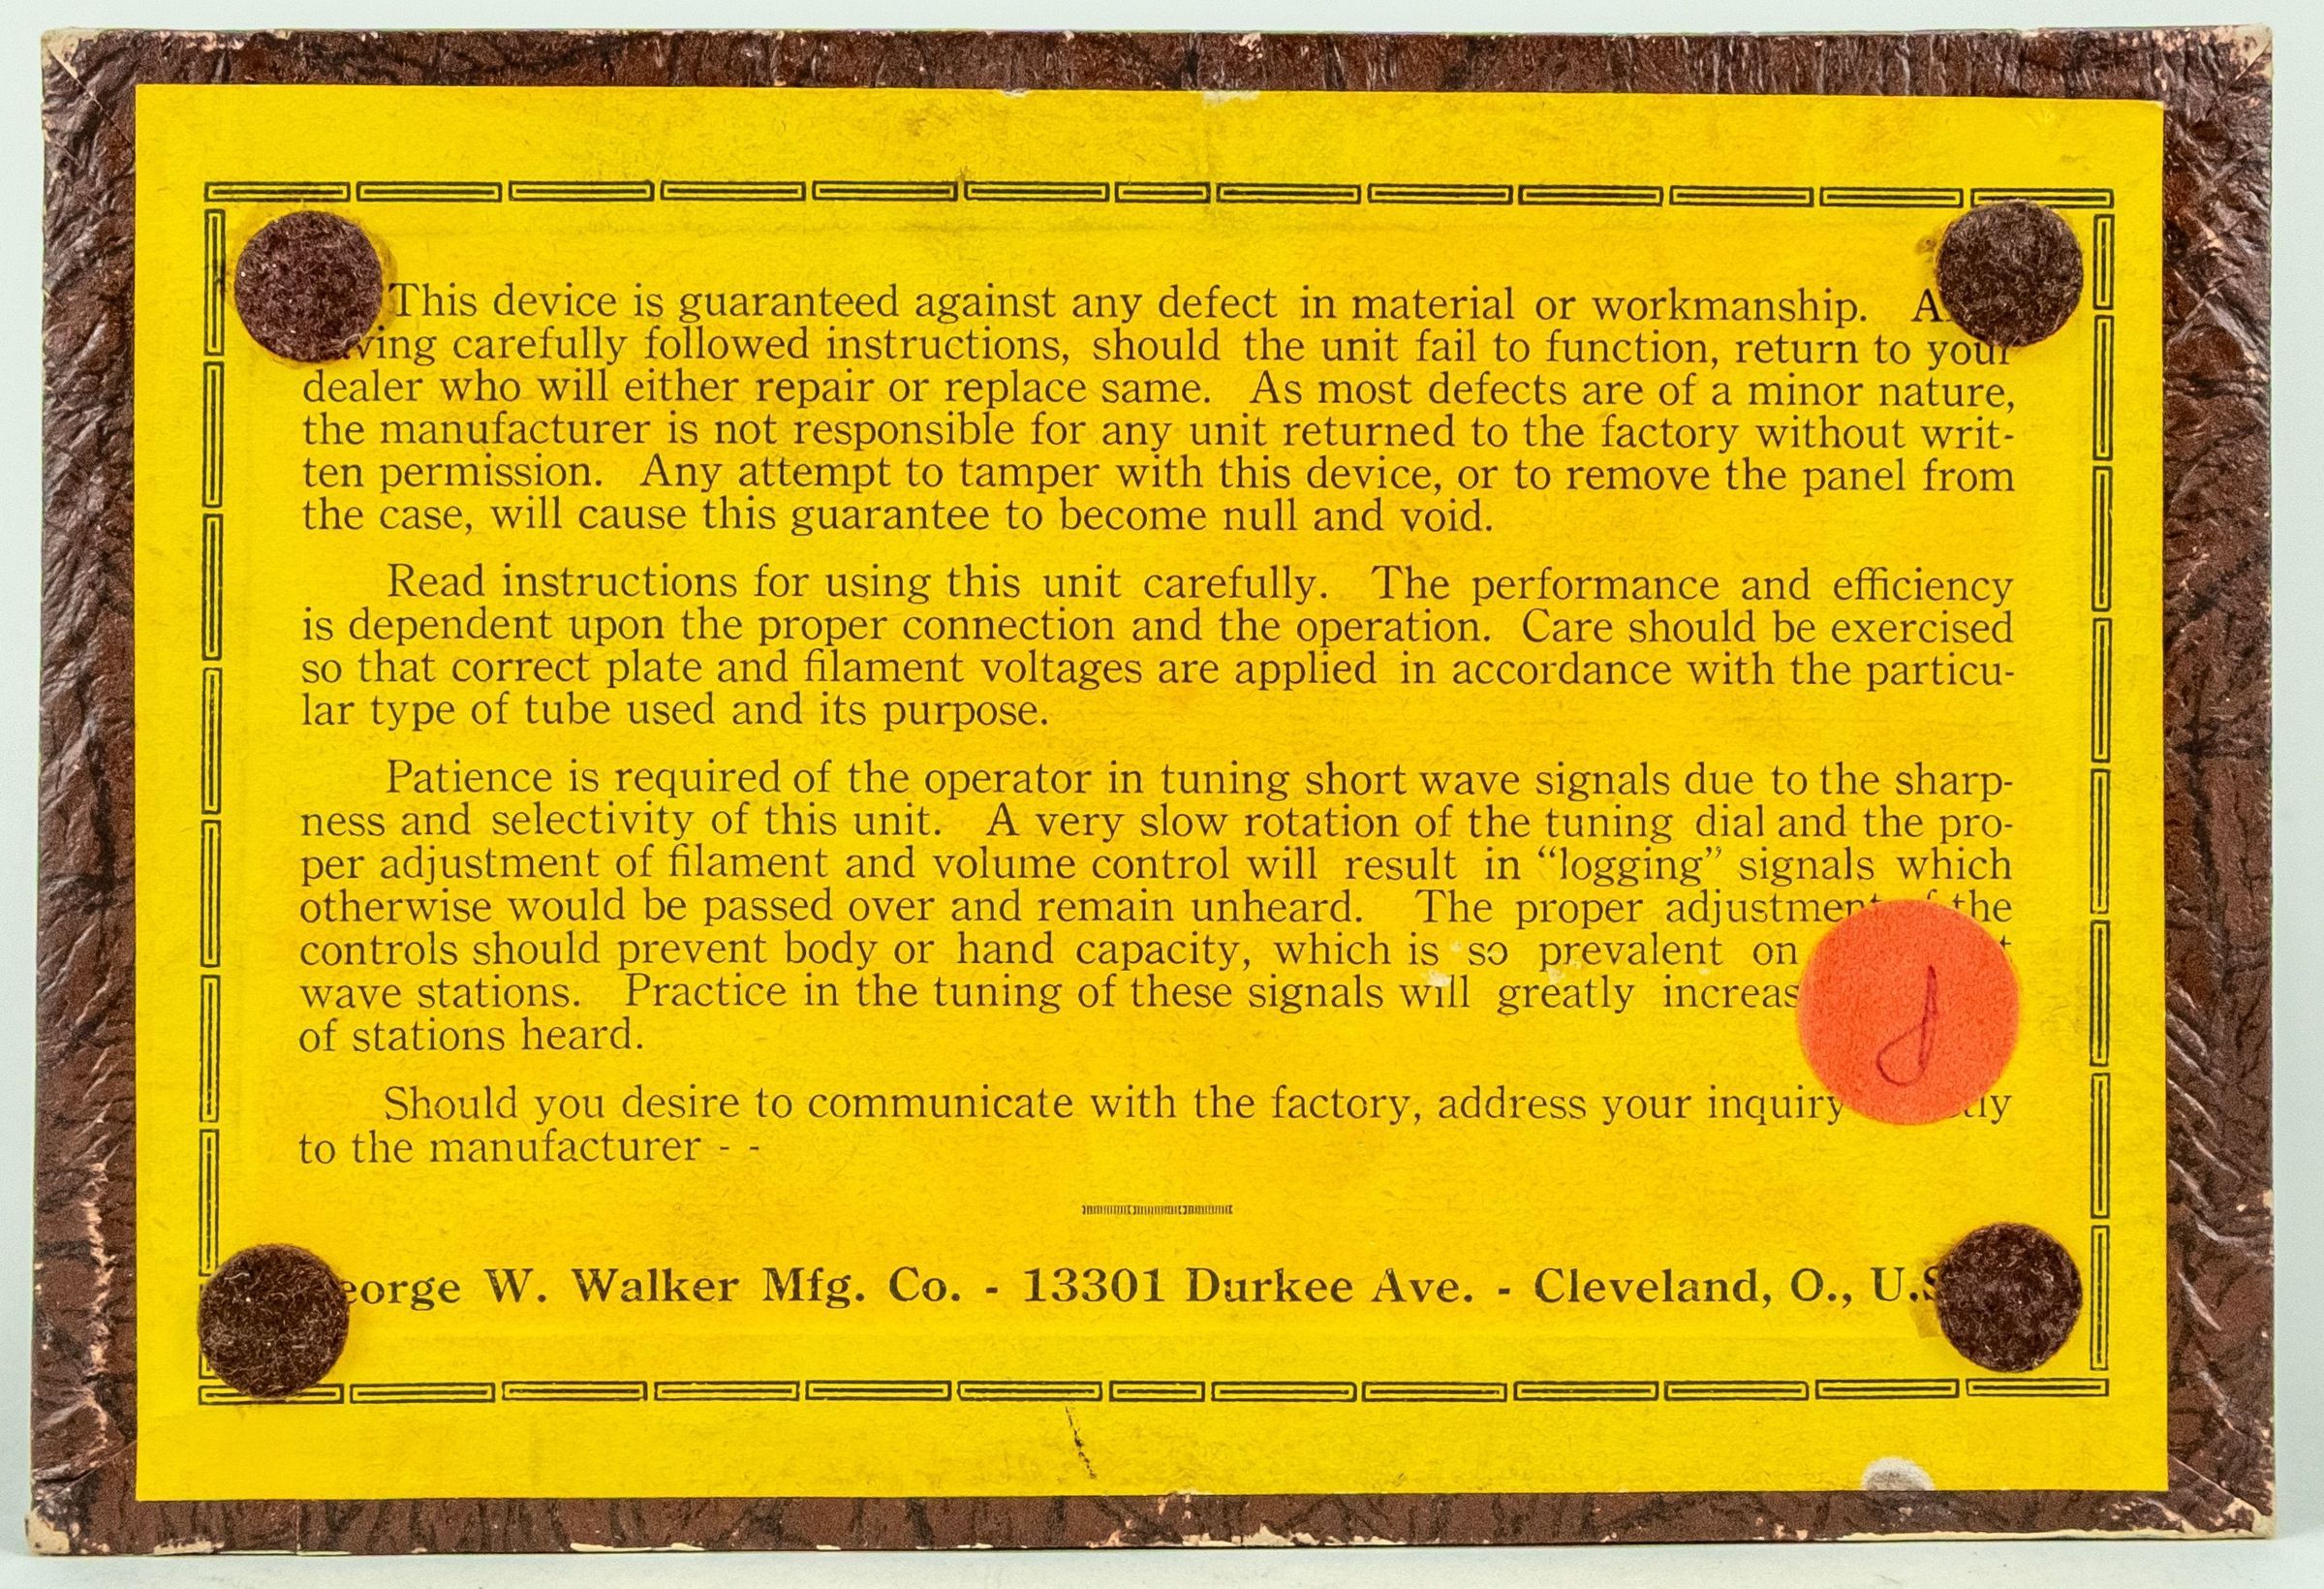 This device is guaranteed against any defect in material or workmanship.
carefully followed instructions, should the unit fail to function, return to your
dealer who will either repair or replace same. As most defects are of a minor nature,
the manufacturer is not responsible for any unit returned to the factory without writ-
ten permission. Any attempt to tamper with this device, or to remove the panel from
the case, will cause this guarantee to become null and void.
Read instructions for using this unit carefully. The performance and efficiency
is dependent upon the proper connection and the operation. Care should be exercised
so that correct plate and filament voltages are applied in accordance with the particu-
lar type of tube used and its purpose.
Patience is required of the operator in tuning short wave signals due to the sharp-
ness and selectivity of this unit. A very slow rotation of the tuning dial and the pro-
per adjustment of filament and volume control will result in “logging” signals which
otherwise would be passed over and remain unheard. The proper adjustment of the
controls should prevent body or hand capacity, which is so prevalent on
wave stations. Practice in the tuning of these signals will greatly
of stations heard.
Should you desire to communicate with the factory, address your inquiry
to the manufacturer - -
George W. Walker Mfg. Co. - 13301 Durkee Ave. - Cleveland, O., U.S